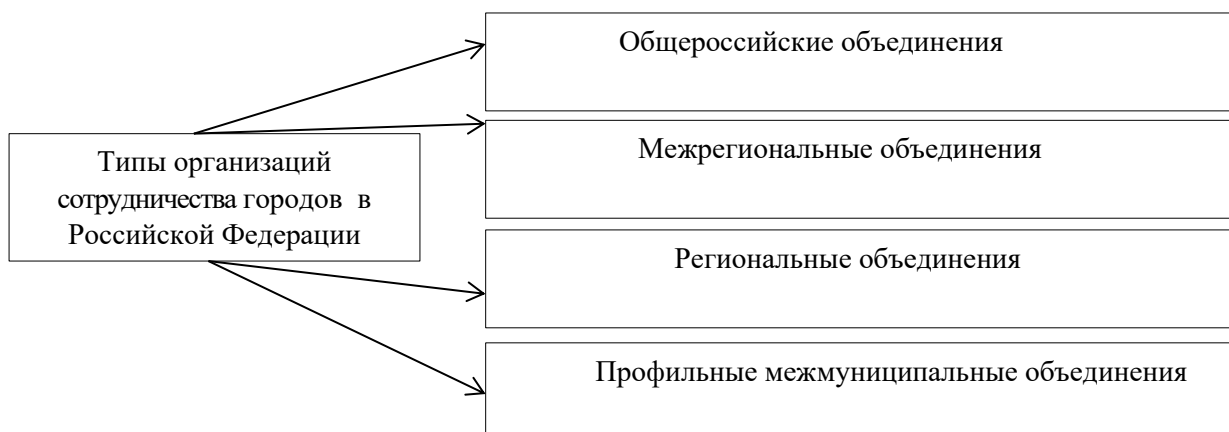 Типы организаций
сотрудничества городов в
Российской Федерации
Общероссийские объединения
Межрегиональные объединения
Региональные объединения
Профильные межмуниципальные объединения